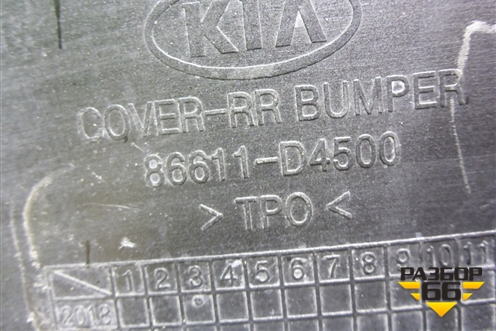 KIA
COVER-RR BUMPER
86611-D4500
> TPO <
1 2 3 4 5 6 7 8 9 10 11
2018
РАЗБОР
66